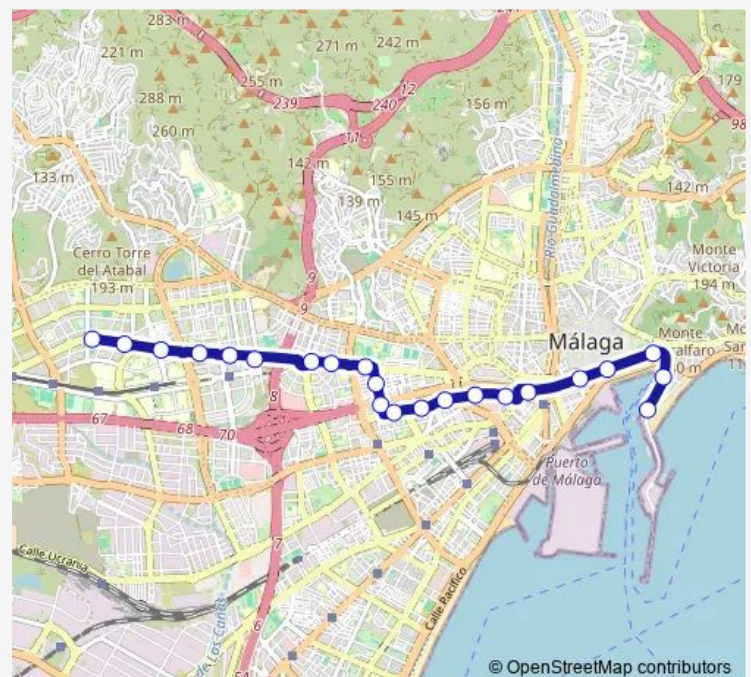 283 m
221 m
271 m
242 m
12
179
255 m
239
240
288 m
11
156 m
98
260 m
142 m
155 m
133 m
139 m
142 m
145 m
Río Guadalmedina
Cerro Torre
del Atabal
193 m
Monte
Victoria
194 m
9
9
Málaga
Monte
8
67
68
70
Puerto
de Málaga
7
Calle Ucrania
Calle Pacífico
6
© OpenStreetMap contributors